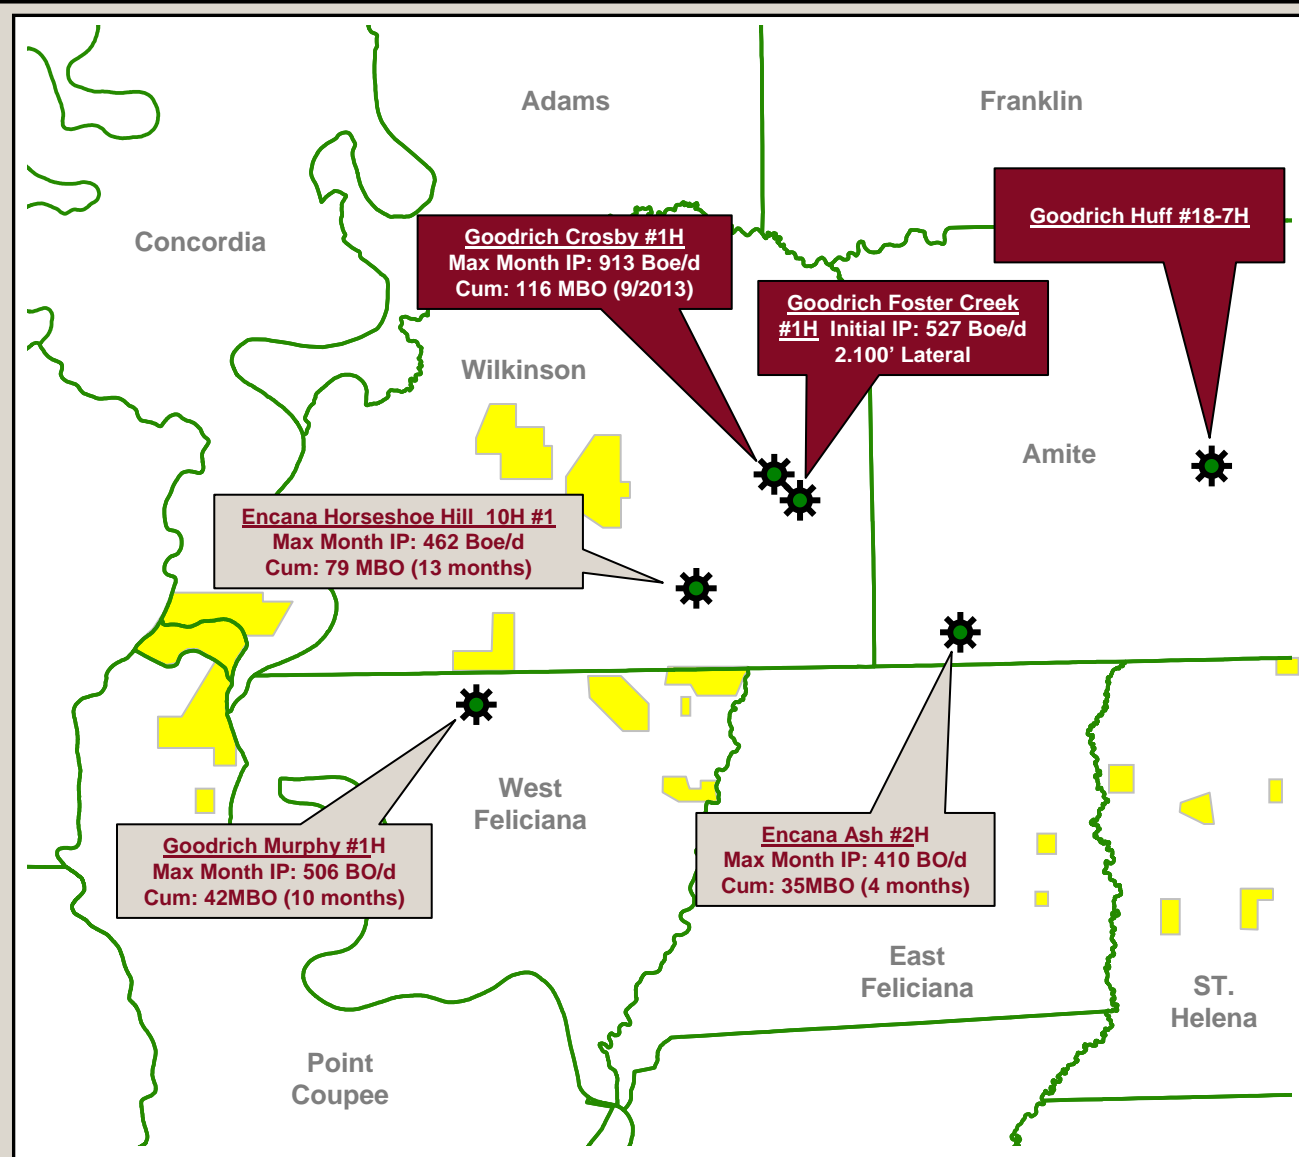 Adams
Franklin
Concordia
Goodrich Huff #18-7H
Goodrich Crosby #1H
Max Month IP: 913 Boe/d
Cum: 116 MBO (9/2013)
Goodrich Foster Creek
#1H Initial IP: 527 Boe/d
2.100' Lateral
Wilkinson
Amite
Encana Horseshoe Hill 10H #1
Max Month IP: 462 Boe/d
Cum: 79 MBO (13 months)
West
Feliciana
Goodrich Murphy #1H
Max Month IP: 506 BO/d
Cum: 42MBO (10 months)
Encana Ash #2H
Max Month IP: 410 BO/d
Cum: 35MBO (4 months)
East
Feliciana
ST.
Helena
Point
Coupee